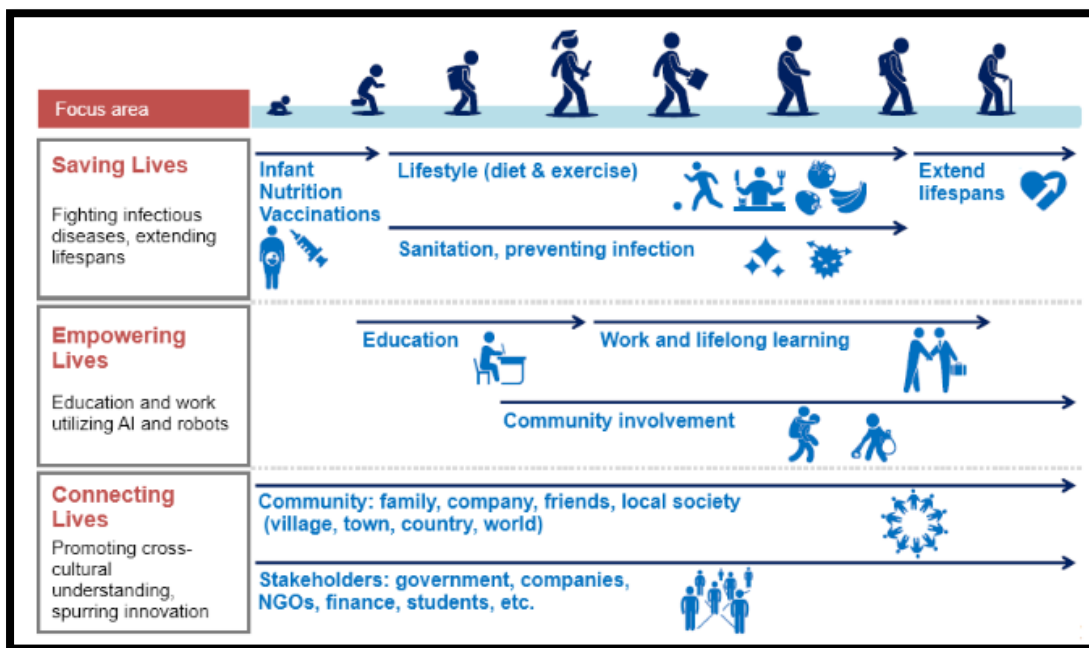 Focus area
Saving Lives
Fighting infectious
diseases, extending
lifespans
Infant
Nutrition
Vaccinations
Lifestyle (diet & exercise)
Extend
lifespans
Sanitation, preventing infection
Empowering
Lives
Education and work
utilizing AI and robots
Education
Work and lifelong learning
Community involvement
Connecting
Lives
Promoting cross-
cultural
understanding,
spurring innovation
Community: family, company, friends, local society
(village, town, country, world)
Stakeholders: government, companies,
NGOs, finance, students, etc.